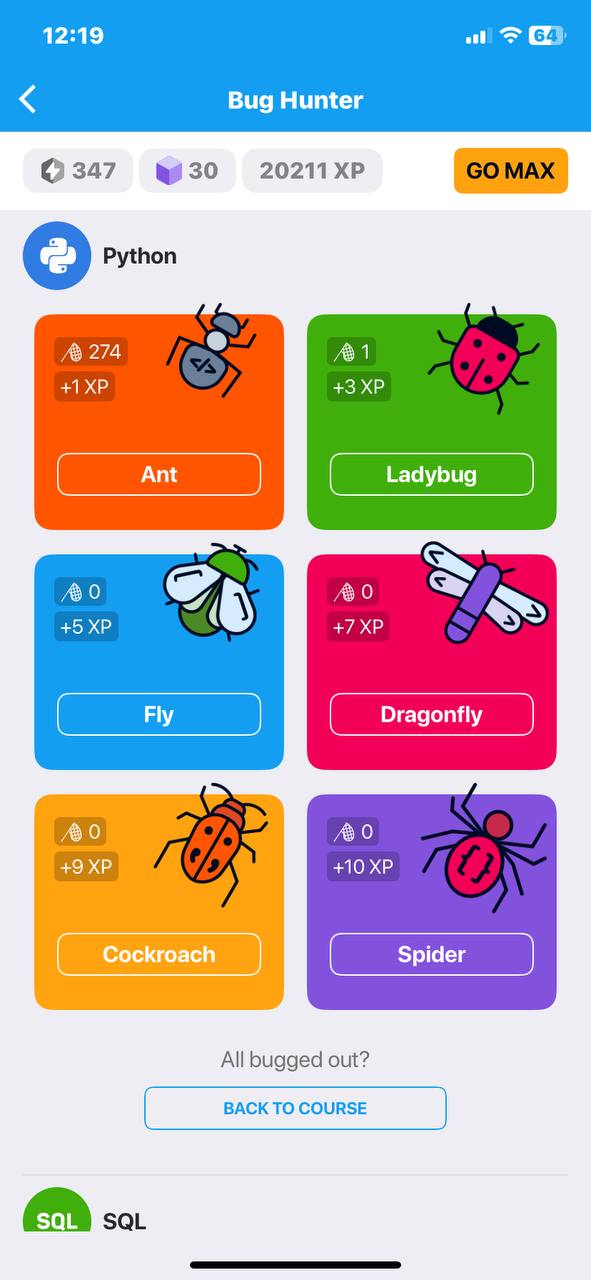 12:19
64
Bug Hunter
347
30
20211 XP
GO MAX
Python
274
+1 XP
</>
Ant
1
+3 XP
Ladybug
0
+5 XP
Fly
0
+7 XP
Dragonfly
0
+9 XP
Cockroach
0
+10 XP
{}
Spider
All bugged out?
BACK TO COURSE
SQL
SQL